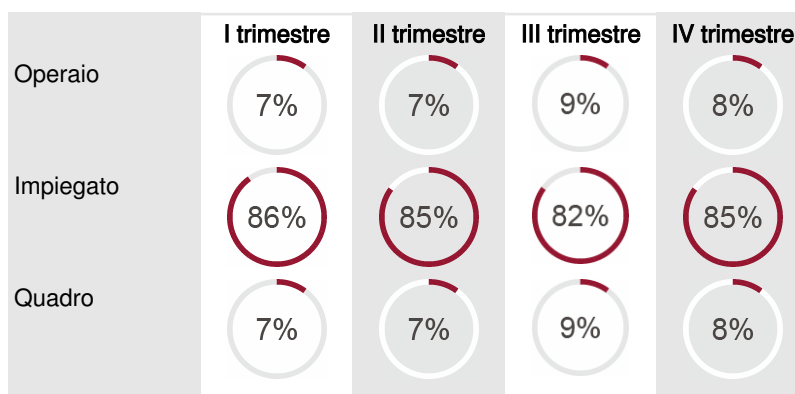 I trimestre II trimestre III trimestre IV trimestre
Operaio 7% 7% 9% 8%
Impiegato 86% 85% 82% 85%
Quadro 7% 7% 9% 8%